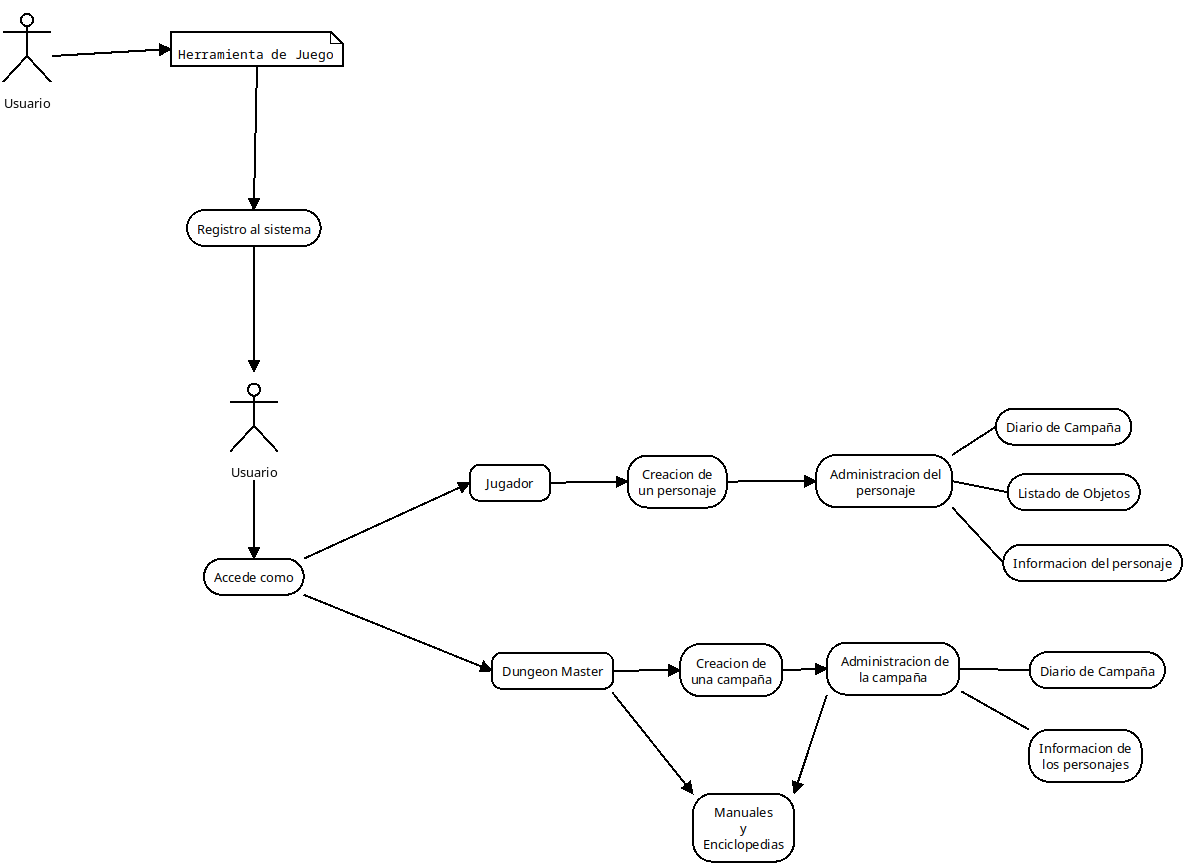 Herramienta de Juego
Usuario
Registro al sistema
Usuario
Accede como
Jugador
Creacion de
un personaje
Administracion del
personaje
Diario de Campaña
Listado de Objetos
Informacion del personaje
Dungeon Master
Creacion de
una campaña
Administracion de
la campaña
Diario de Campaña
Informacion de
los personajes
Manuales
y
Enciclopedias